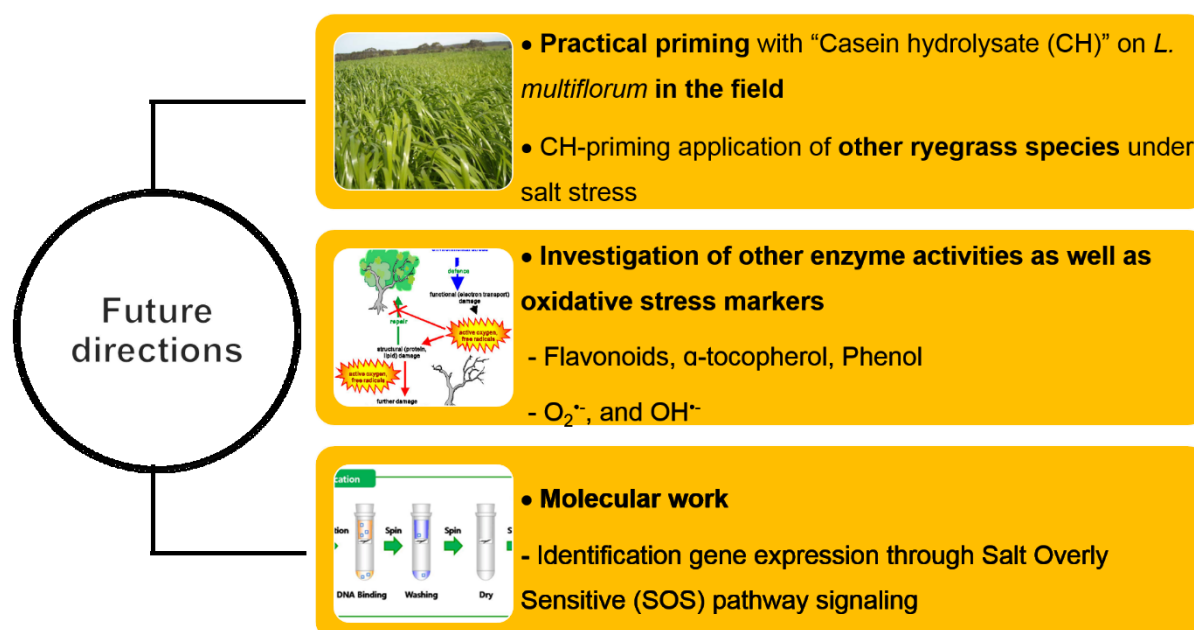 Future
directions
• Practical priming with “Casein hydrolysate (CH)” on L.
multiflorum in the field
• CH-priming application of other ryegrass species under
salt stress
defence
functional (electron transport)
damage
repair
active oxygen,
free radicals
structural (protein,
lipid) damage
active oxygen,
free radicals
further damage
• Investigation of other enzyme activities as well as
oxidative stress markers
- Flavonoids, α-tocopherol, Phenol
- O₂•-, and OH•-
cation
tion
Spin
Spin
S
DNA Binding
Washing
Dry
• Molecular work
- Identification gene expression through Salt Overly
Sensitive (SOS) pathway signaling